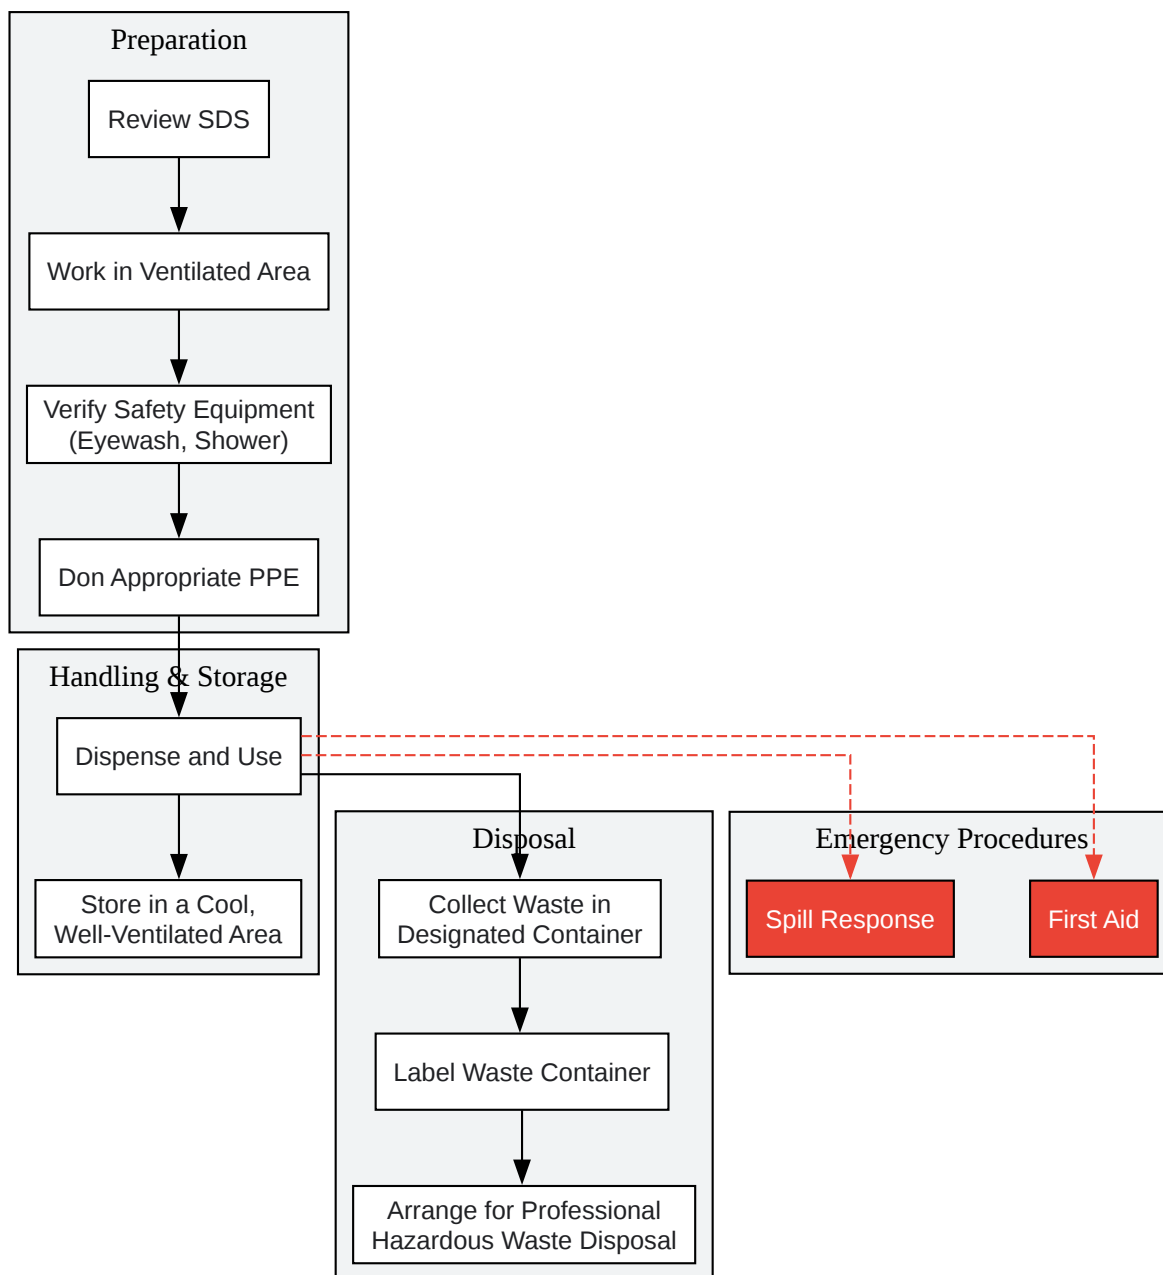 Preparation
Review SDS
Work in Ventilated Area
Verify Safety Equipment
(Eyewash, Shower)
Don Appropriate PPE
Handling & Storage
Dispense and Use
Store in a Cool,
Well-Ventilated Area
Disposal
Collect Waste in
Designated Container
Label Waste Container
Arrange for Professional
Hazardous Waste Disposal
Emergency Procedures
Spill Response
First Aid